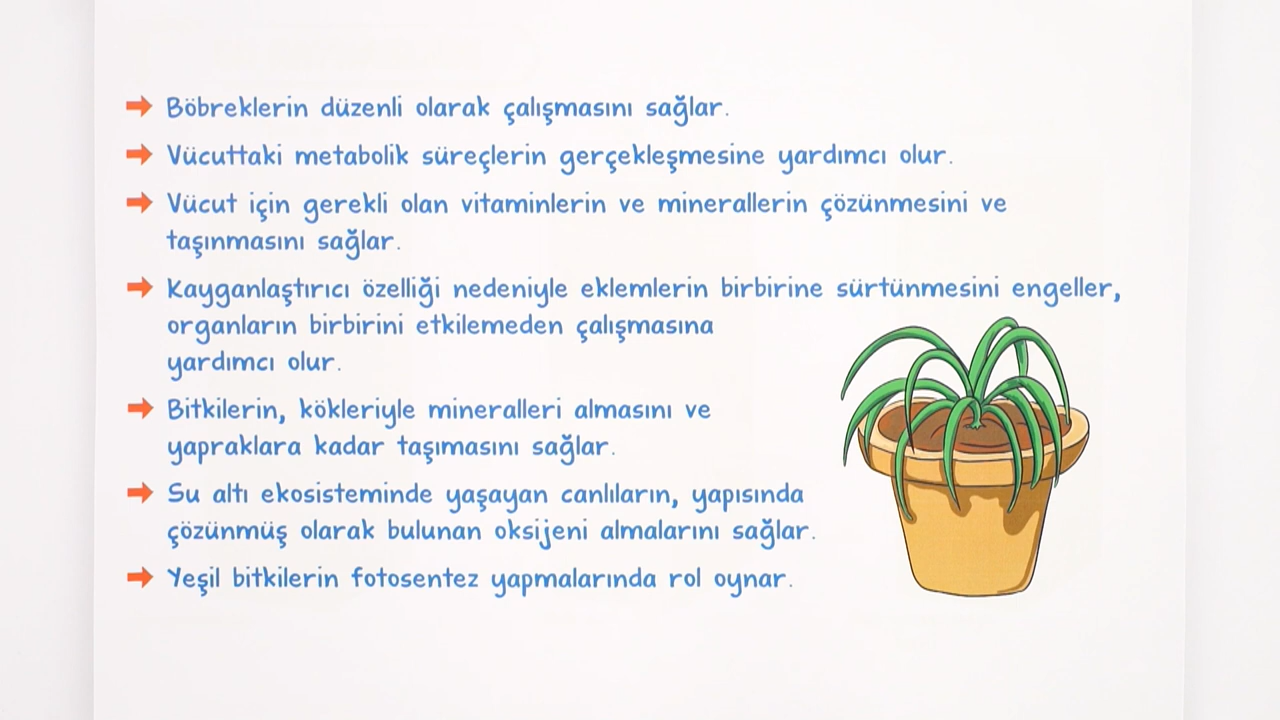 Böbreklerin düzenli olarak çalışmasını sağlar.
Vücuttaki metabolik süreçlerin gerçekleşmesine yardımcı olur.
Vücut için gerekli olan vitaminlerin ve minerallerin çözünmesini ve
taşınmasını sağlar.
Kayganlaştırıcı özelliği nedeniyle eklemlerin birbirine sürtünmesini engeller,
organların birbirini etkilemeden çalışmasına
yardımcı olur.
Bitkilerin, kökleriyle mineralleri almasını ve
yapraklara kadar taşımasını sağlar.
Su altı ekosisteminde yaşayan canlıların, yapısında
çözünmüş olarak bulunan oksijeni almalarını sağlar.
Yeşil bitkilerin fotosentez yapmalarında rol oynar.